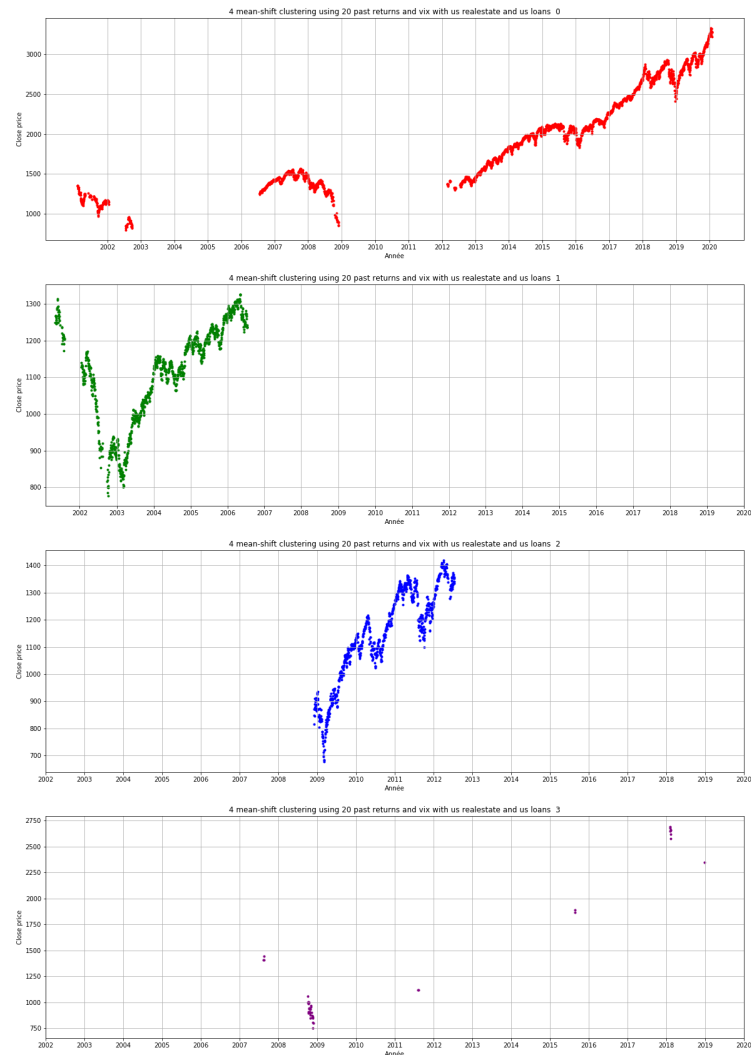 4 mean-shift clustering using 20 past returns and vix with us realestate and us loans 0
Close price
3000
2500
2000
1500
1000
2002 2003 2004 2005 2006 2007 2008 2009 2010 2011 2012 2013 2014 2015 2016 2017 2018 2019 2020
Année
4 mean-shift clustering using 20 past returns and vix with us realestate and us loans 1
Close price
1300
1200
1100
1000
900
800
2002 2003 2004 2005 2006 2007 2008 2009 2010 2011 2012 2013 2014 2015 2016 2017 2018 2019 2020
Année
4 mean-shift clustering using 20 past returns and vix with us realestate and us loans 2
Close price
1400
1300
1200
1100
1000
900
800
700
2002 2003 2004 2005 2006 2007 2008 2009 2010 2011 2012 2013 2014 2015 2016 2017 2018 2019 2020
Année
4 mean-shift clustering using 20 past returns and vix with us realestate and us loans 3
Close price
2750
2500
2250
2000
1750
1500
1250
1000
750
2002 2003 2004 2005 2006 2007 2008 2009 2010 2011 2012 2013 2014 2015 2016 2017 2018 2019 2020
Année